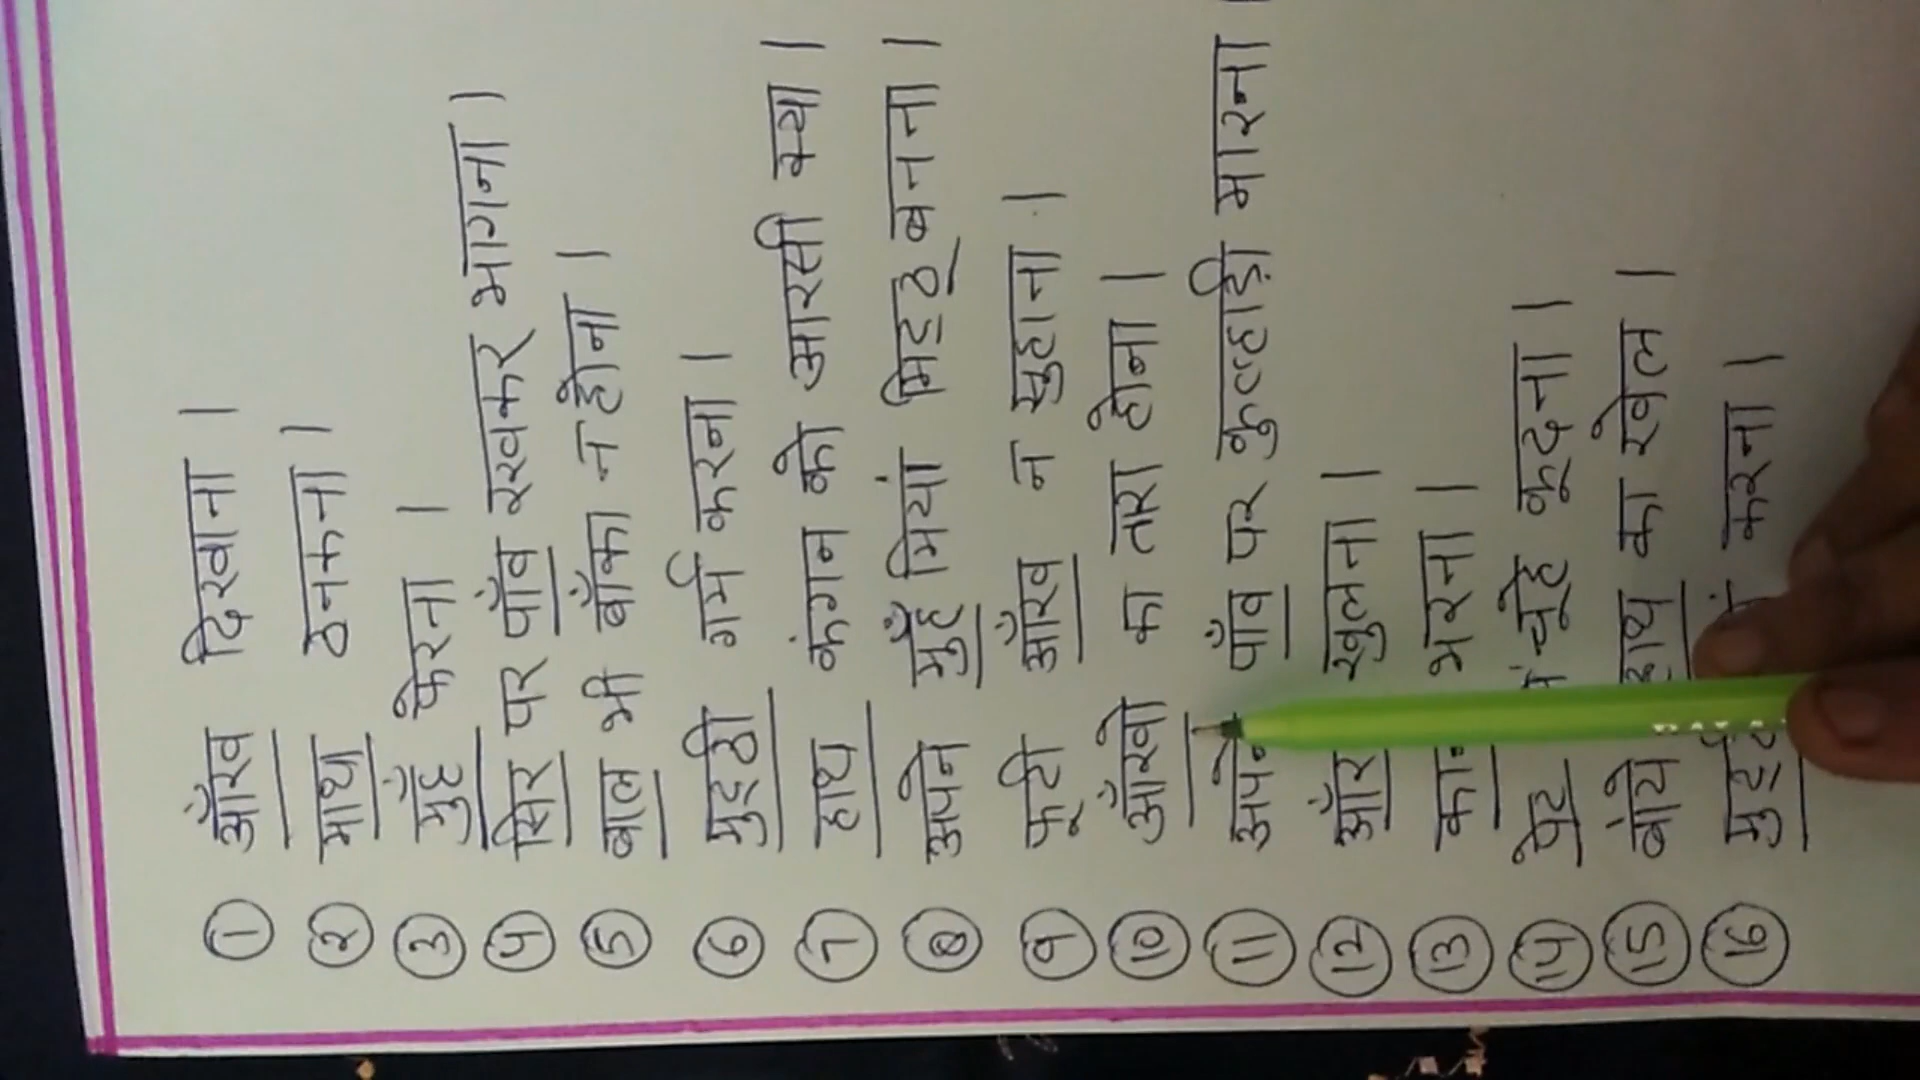 ① आँख दिखाना ।
② माथा ठनकना ।
③ मुँह फेरना ।
④ सिर पर पाँव रखकर भागना ।
⑤ बाल भी बाँका न होना ।
⑥ मुट्ठी गर्म करना ।
⑦ हाथ कंगन को आरसी क्या ।
⑧ अपने मुँह मियां मिट्ठू बनना ।
⑨ फूटी आँख न सुहाना ।
⑩ आँखो का तारा होना ।
⑪ पाँव पर कुल्हाड़ी मारना ।
⑫ खुलना ।
⑬ भरना ।
⑭ पेट चूहे कूदना ।
⑮ बांये हाथ का खेल ।
⑯ करना ।